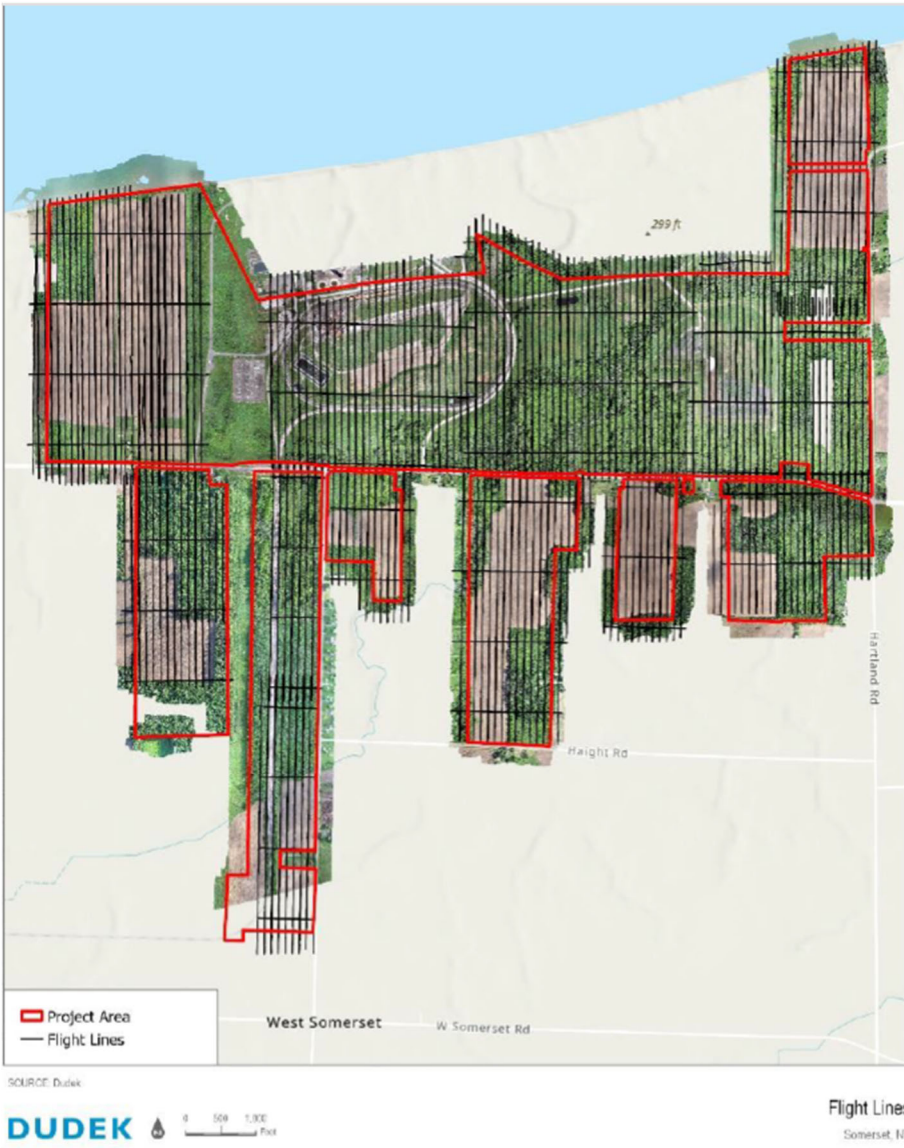 299 ft
Hartland Rd
Haight Rd
Project Area
Flight Lines
West Somerset
W Somerset Rd
SOURCE: Dudek
DUDEK
0 500 1,000
Feet
Flight Lines
Somerset, N